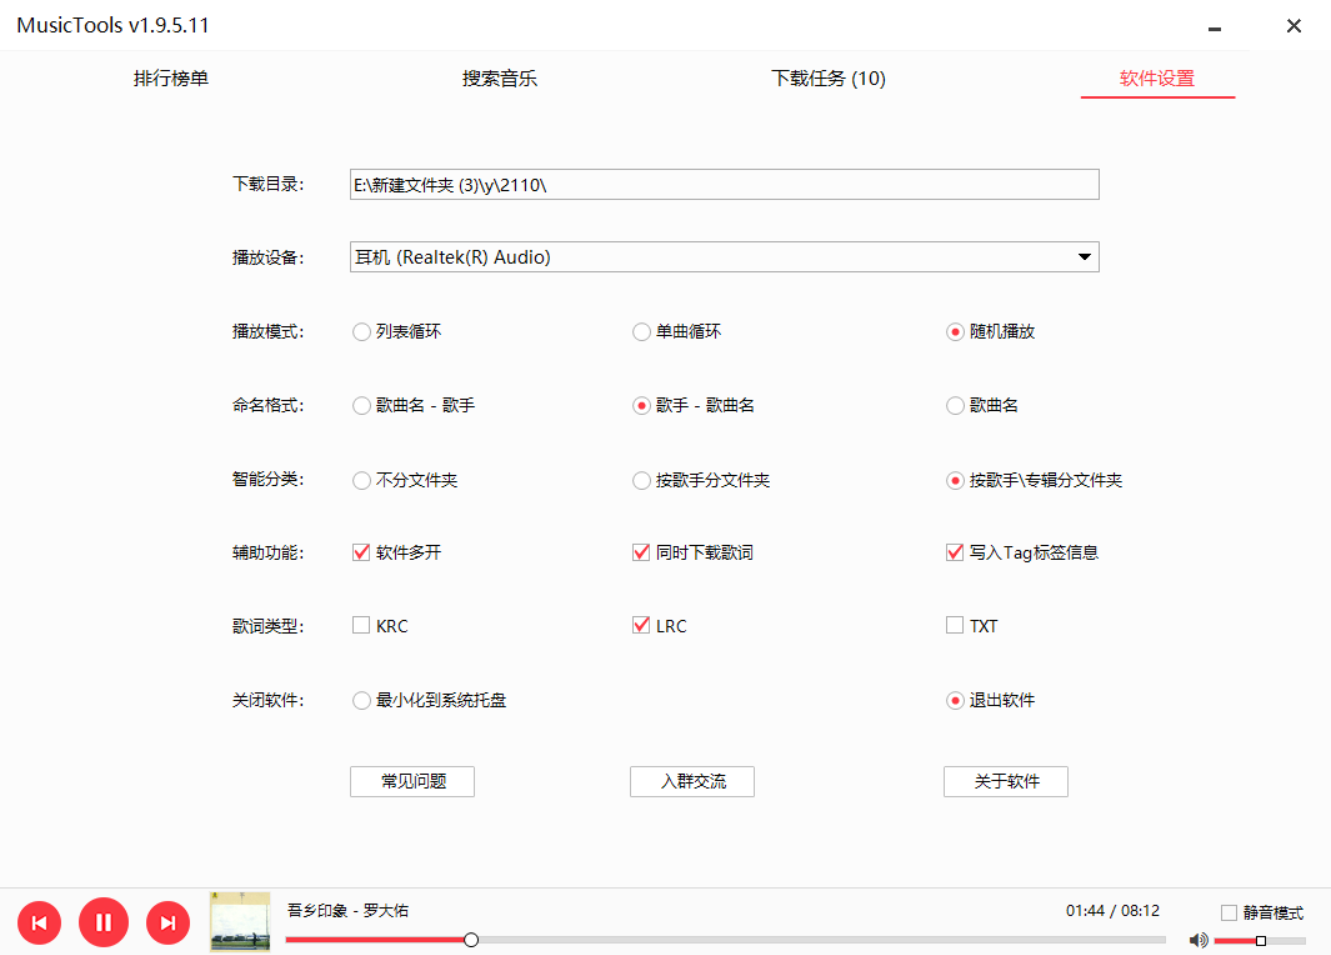 MusicTools v1.9.5.11
排行榜单 搜索音乐 下载任务 (10) 软件设置
下载目录: E:\新建文件夹 (3)\y\2110\
播放设备: 耳机 (Realtek(R) Audio)
播放模式: 列表循环 单曲循环 随机播放
命名格式: 歌曲名 - 歌手 歌手 - 歌曲名 歌曲名
智能分类: 不分文件夹 按歌手分文件夹 按歌手\专辑分文件夹
辅助功能: 软件多开 同时下载歌词 写入Tag标签信息
歌词类型: KRC LRC TXT
关闭软件: 最小化到系统托盘 退出软件
常见问题 入群交流 关于软件
吾乡印象 - 罗大佑 01:44 / 08:12 静音模式